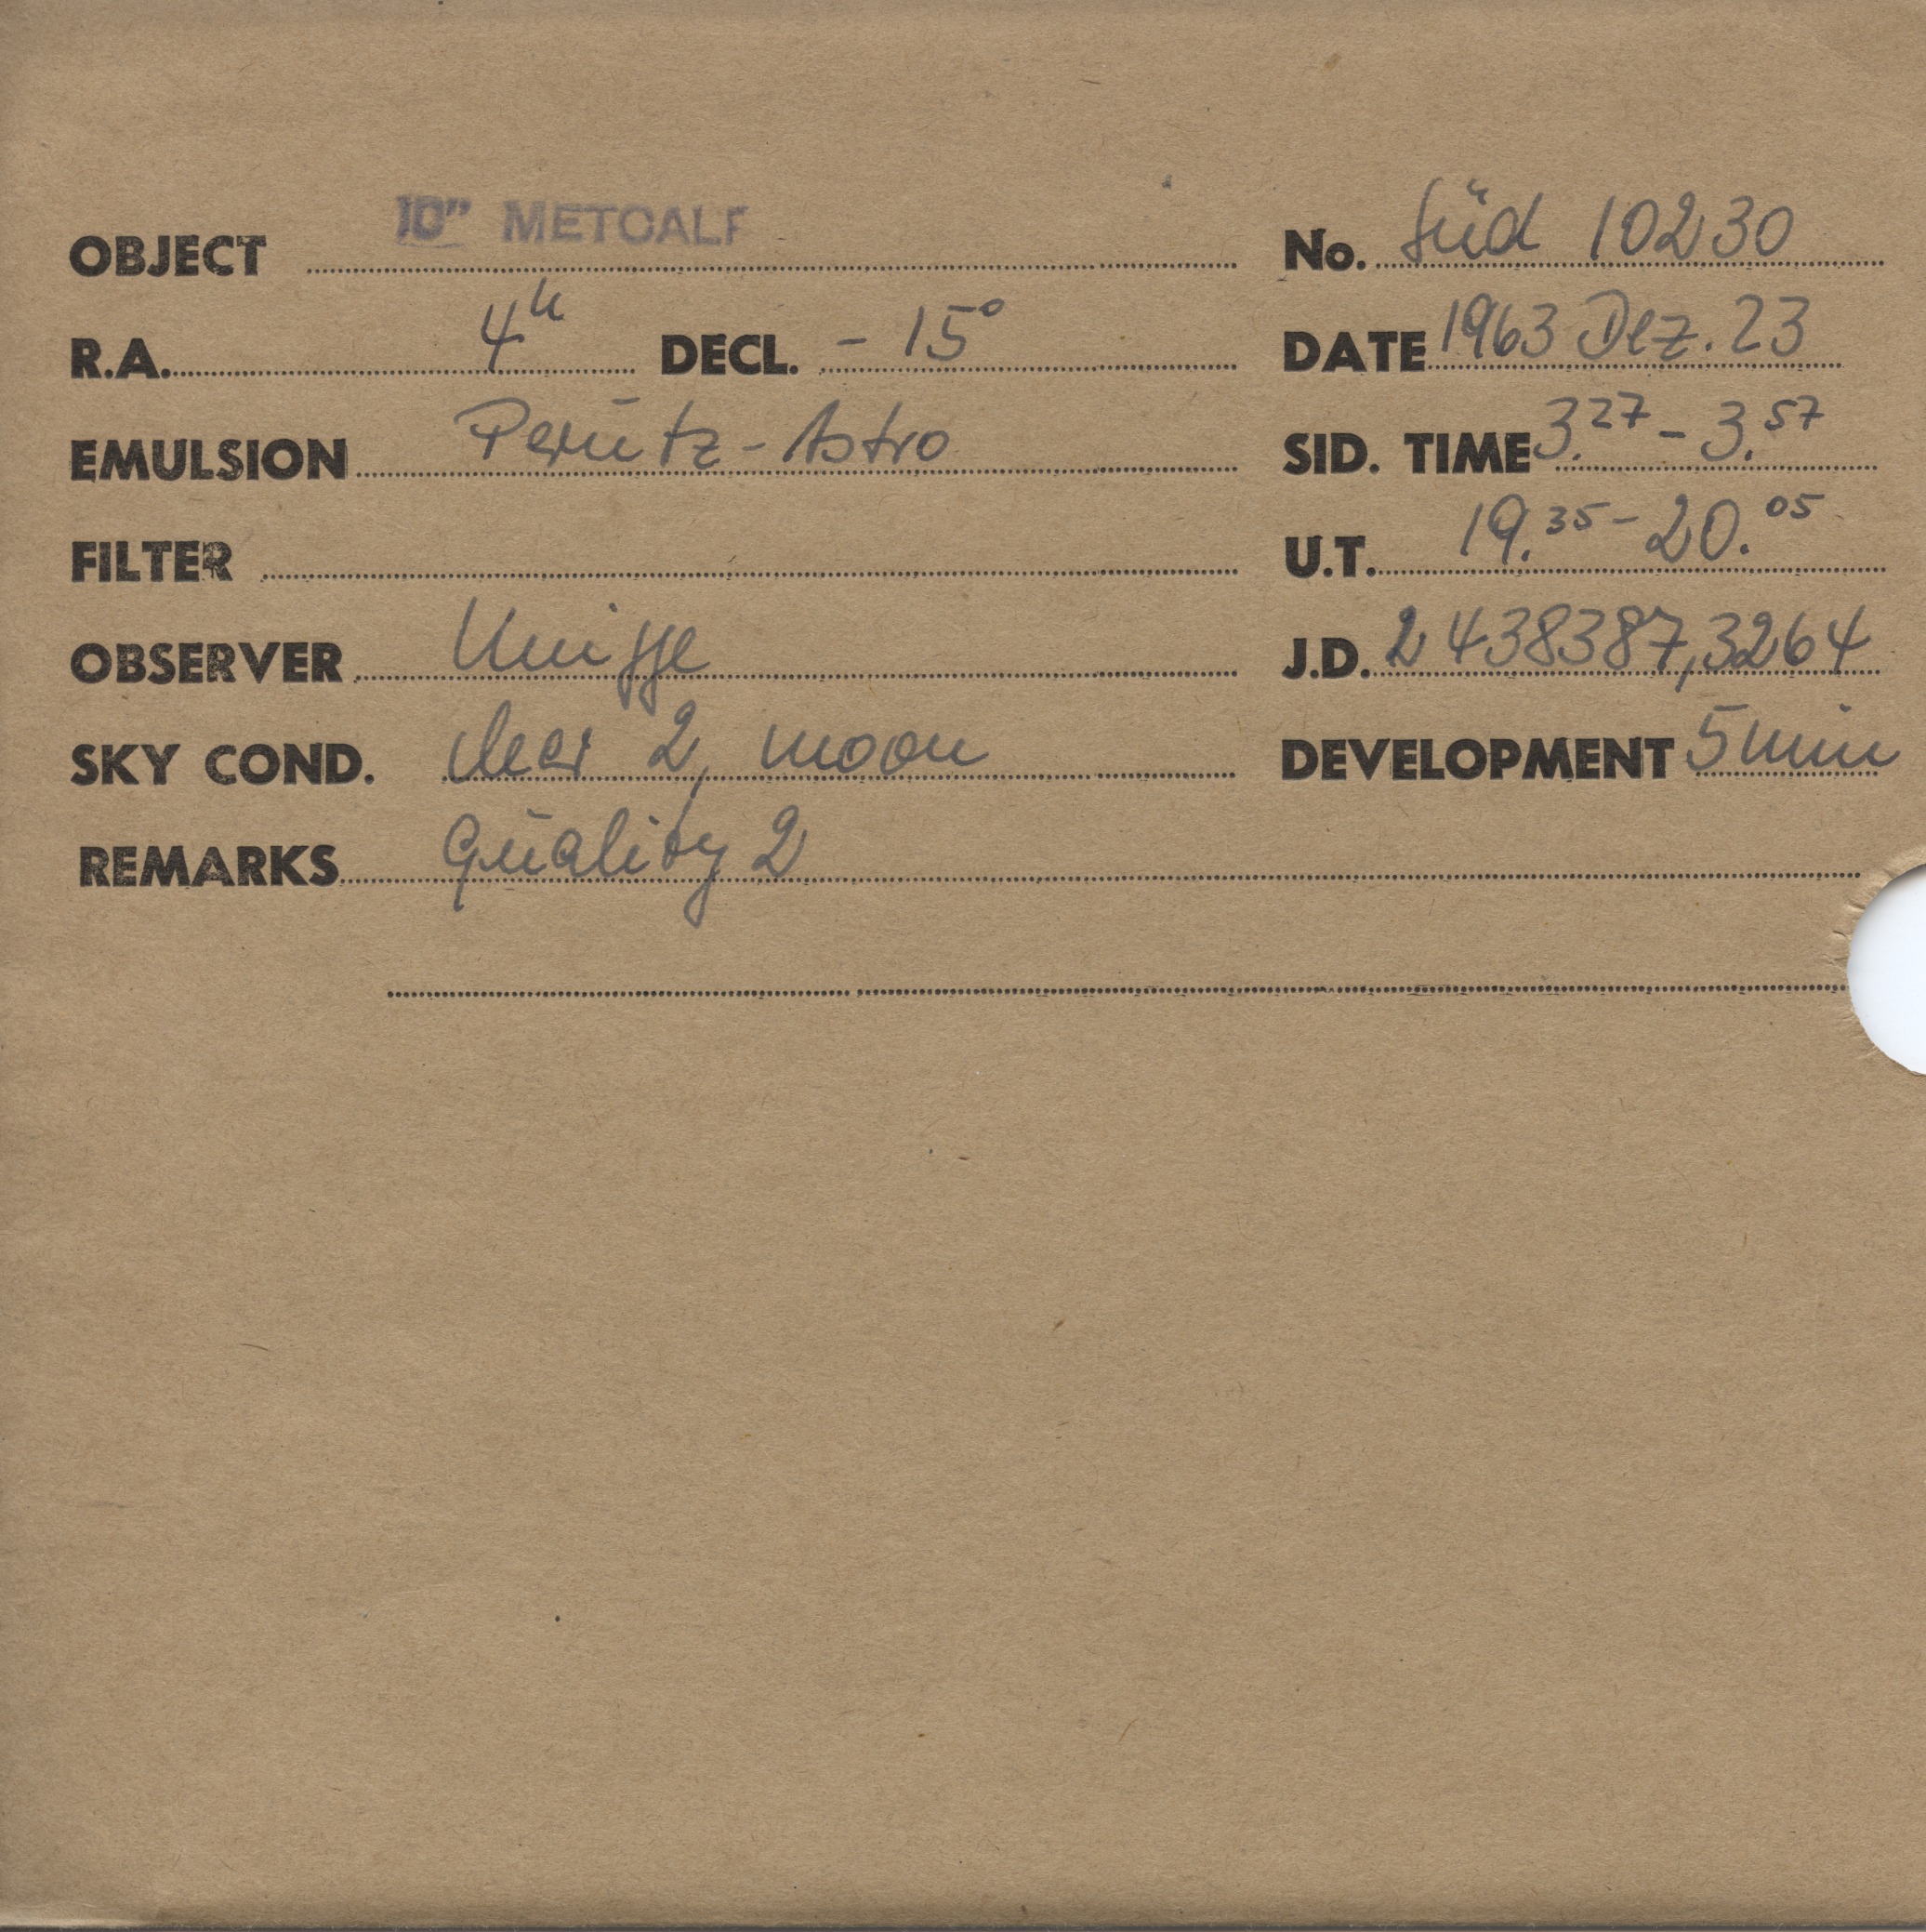 10" METCALF
OBJECT No. Süd 10230
R.A. 4h DECL. - 15° DATE 1963 Dez. 23
EMULSION Perutz - Astro SID. TIME 3.27 - 3.57
FILTER U.T. 19.35 - 20.05
OBSERVER J.D. 2438387,3264
SKY COND. clear 2, moon DEVELOPMENT 5 min
REMARKS Quality 2